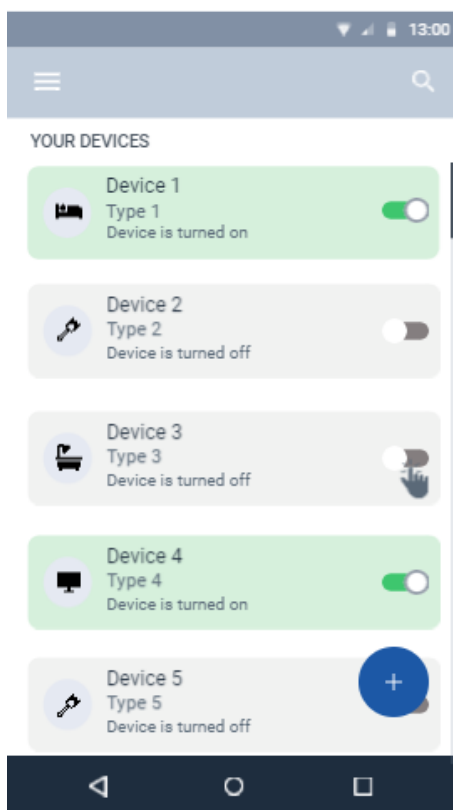 13:00
YOUR DEVICES
Device 1
Type 1
Device is turned on
Device 2
Type 2
Device is turned off
Device 3
Type 3
Device is turned off
Device 4
Type 4
Device is turned on
Device 5
Type 5
Device is turned off